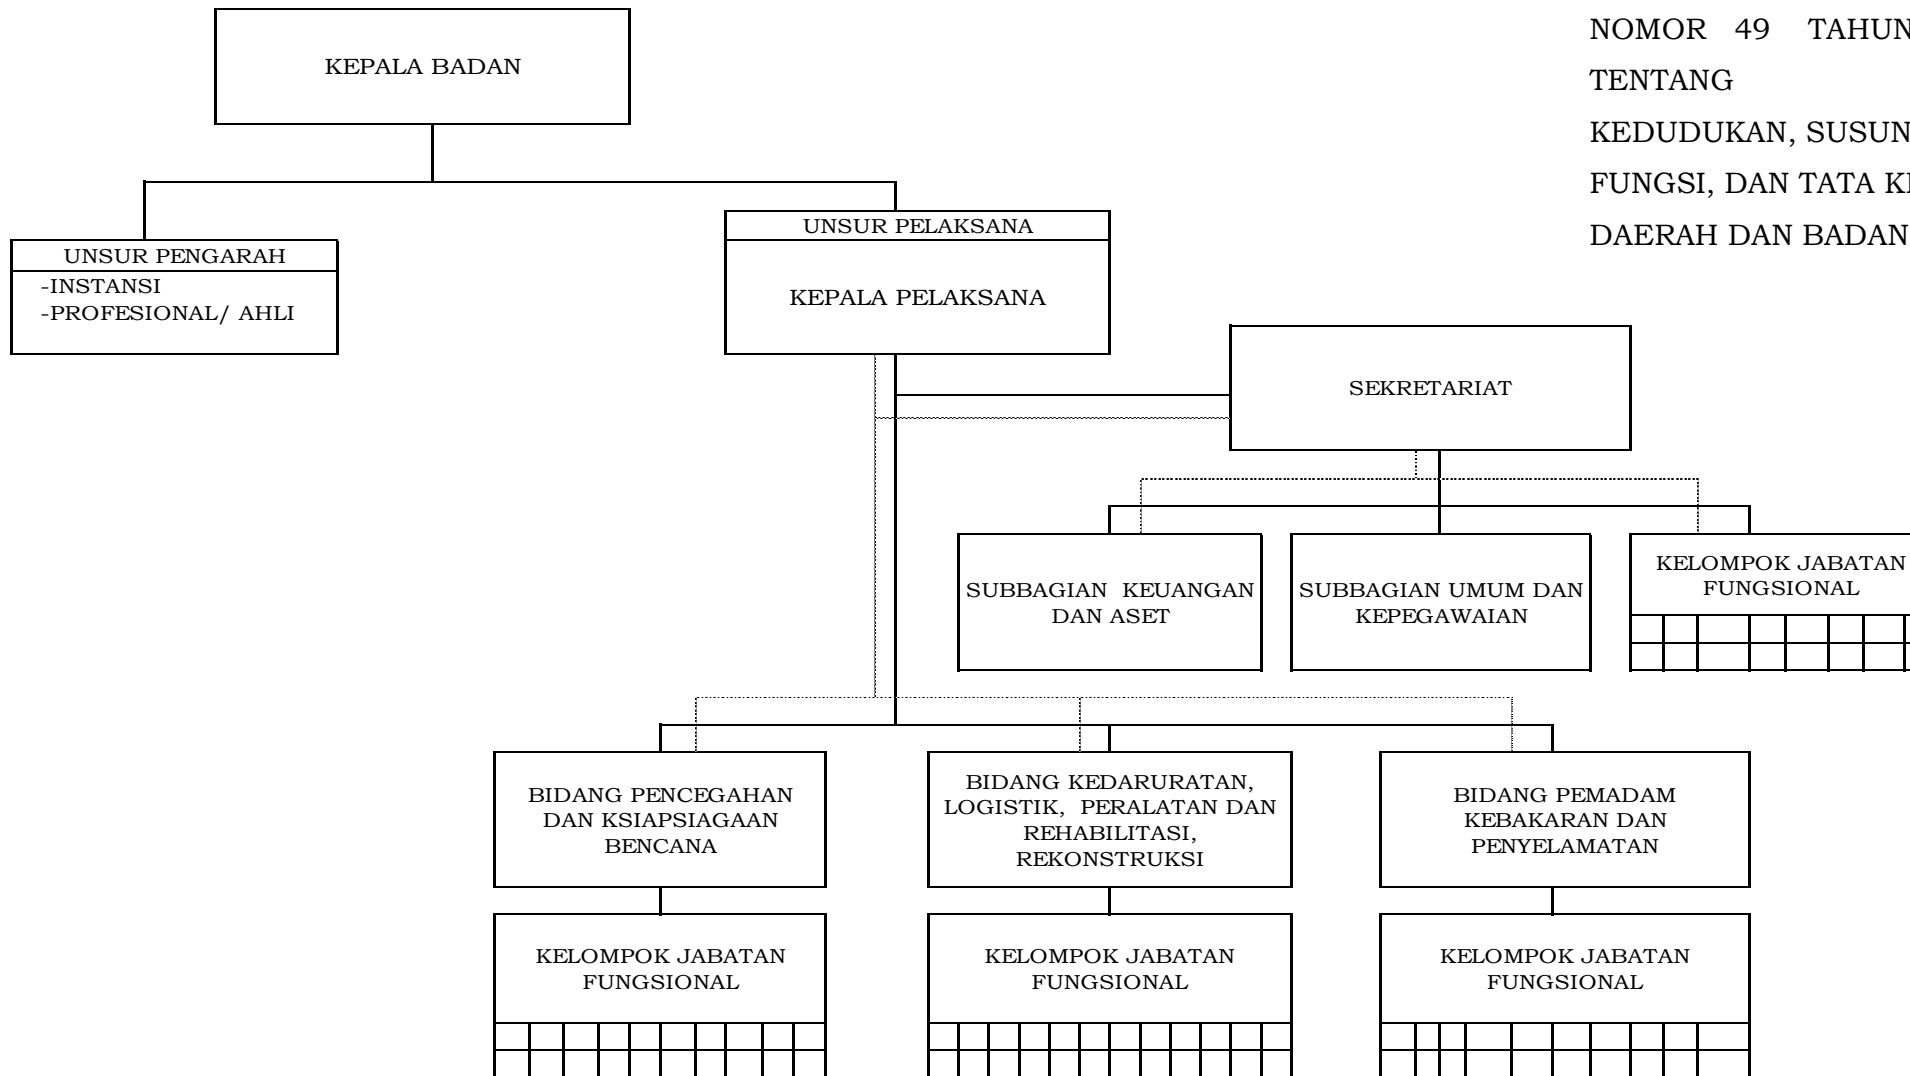 NOMOR 49 TAHUN
TENTANG
KEDUDUKAN, SUSUN
FUNGSI, DAN TATA
DAERAH DAN BADAN
KEPALA BADAN
UNSUR PENGARAH
-INSTANSI
-PROFESIONAL/ AHLI
UNSUR PELAKSANA
KEPALA PELAKSANA
SEKRETARIAT
SUBBAGIAN KEUANGAN
DAN ASET
SUBBAGIAN UMUM DAN
KEPEGAWAIAN
KELOMPOK JABATAN
FUNGSIONAL
BIDANG PENCEGAHAN
DAN KSIAPSIAGAAN
BENCANA
BIDANG KEDARURATAN,
LOGISTIK, PERALATAN DAN
REHABILITASI,
REKONSTRUKSI
BIDANG PEMADAM
KEBAKARAN DAN
PENYELAMATAN
KELOMPOK JABATAN
FUNGSIONAL
KELOMPOK JABATAN
FUNGSIONAL
KELOMPOK JABATAN
FUNGSIONAL